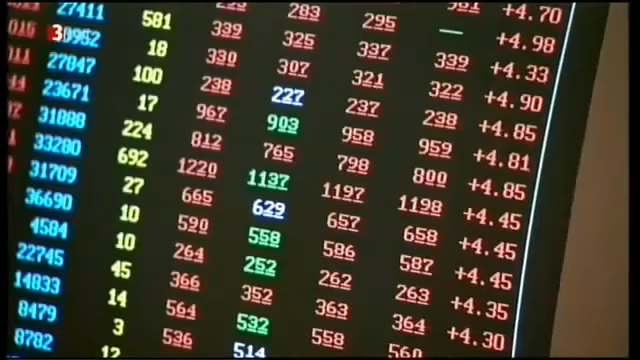 +4.70
283 295 — +4.98
27411 581 339 325 337 339 +4.33
3 18 330 307 321 322 +4.90
27847 100 238 227 237 238 +4.85
23671 17 967 903 958 959 +4.81
31888 224 812 765 798 800 +4.85
33280 692 1220 1137 1197 1198 +4.45
31709 27 665 629 657 658 +4.45
36690 10 590 558 586 587 +4.45
4584 10 264 252 262 263 +4.35
22745 45 366 352 363 364 +4.30
14833 14 564 532 558 560
8479 3 536 514
8782 12